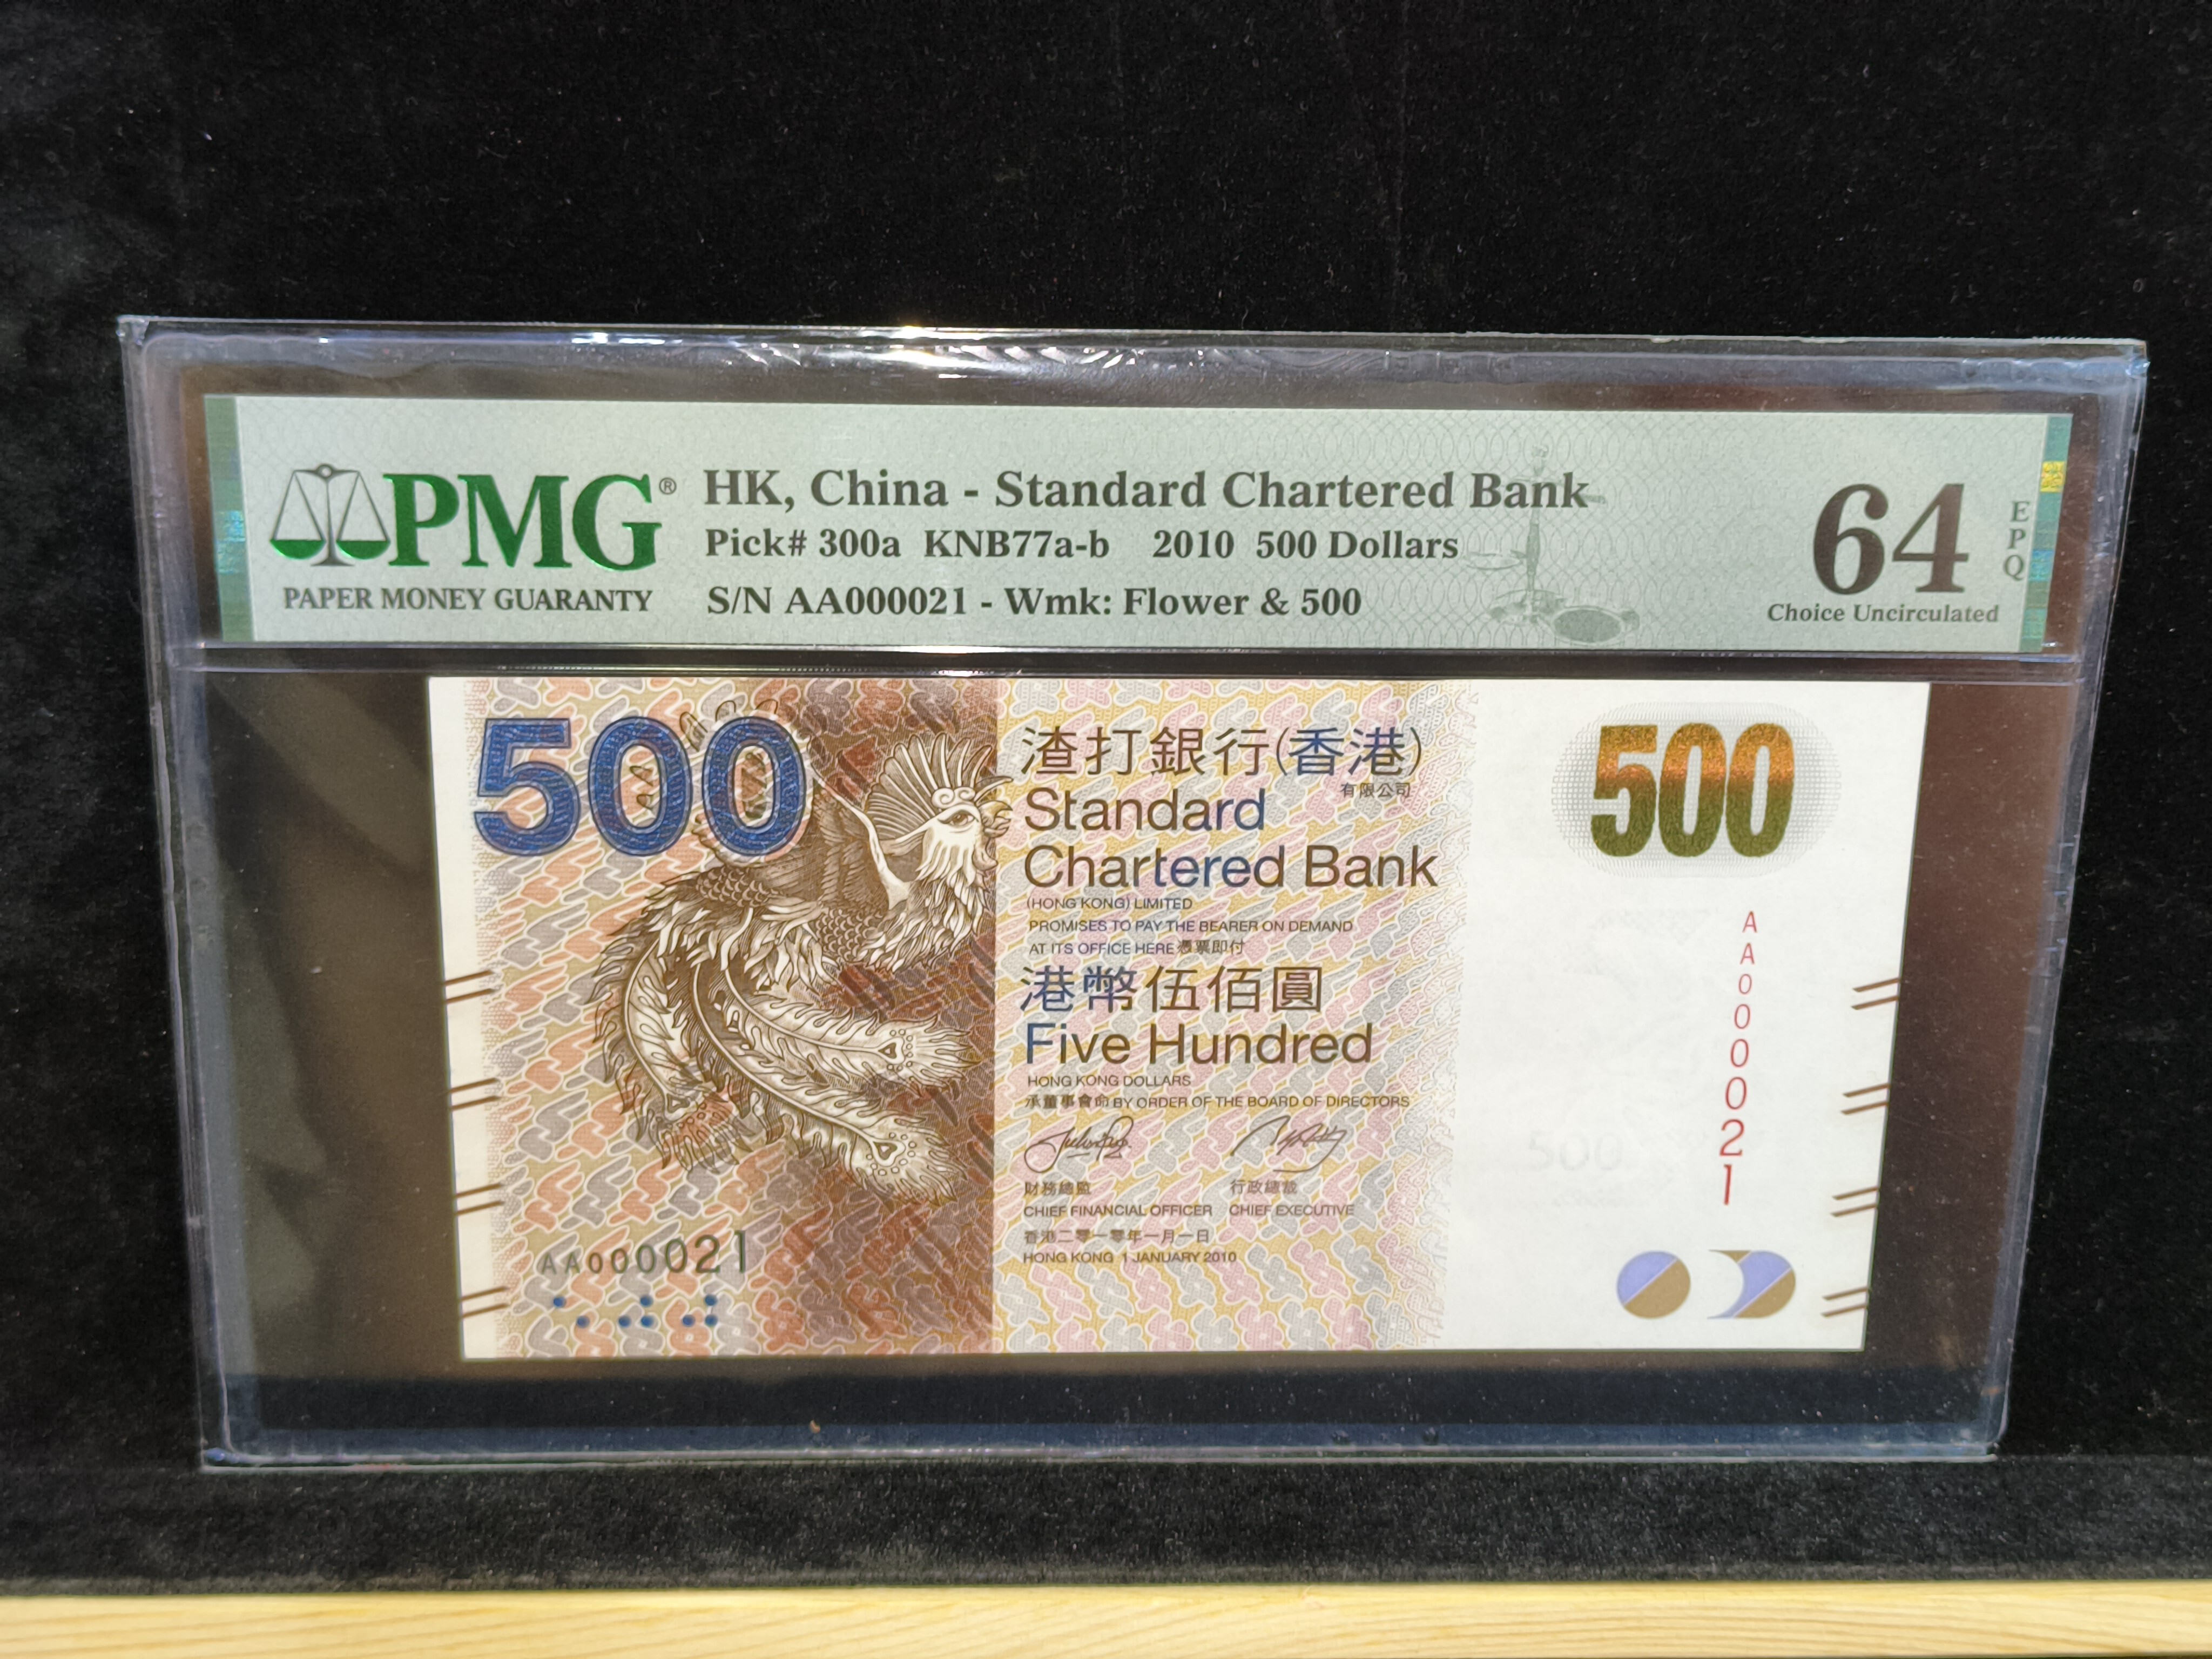 PMG®
PAPER MONEY GUARANTY
HK, China - Standard Chartered Bank
Pick# 300a KNB77a-b 2010 500 Dollars
S/N AA000021 - Wmk: Flower & 500
64
EPQ
Choice Uncirculated
500
渣打銀行(香港)
有限公司
Standard
Chartered Bank
(HONG KONG) LIMITED
PROMISES TO PAY THE BEARER ON DEMAND
AT ITS OFFICE HERE 憑票即付
港幣伍佰圓
Five Hundred
HONG KONG DOLLARS
承董事會命 BY ORDER OF THE BOARD OF DIRECTORS
財務總監 行政總裁
CHIEF FINANCIAL OFFICER CHIEF EXECUTIVE
香港二零一零年一月一日
HONG KONG 1 JANUARY 2010
AA000021
500
AA000021
500